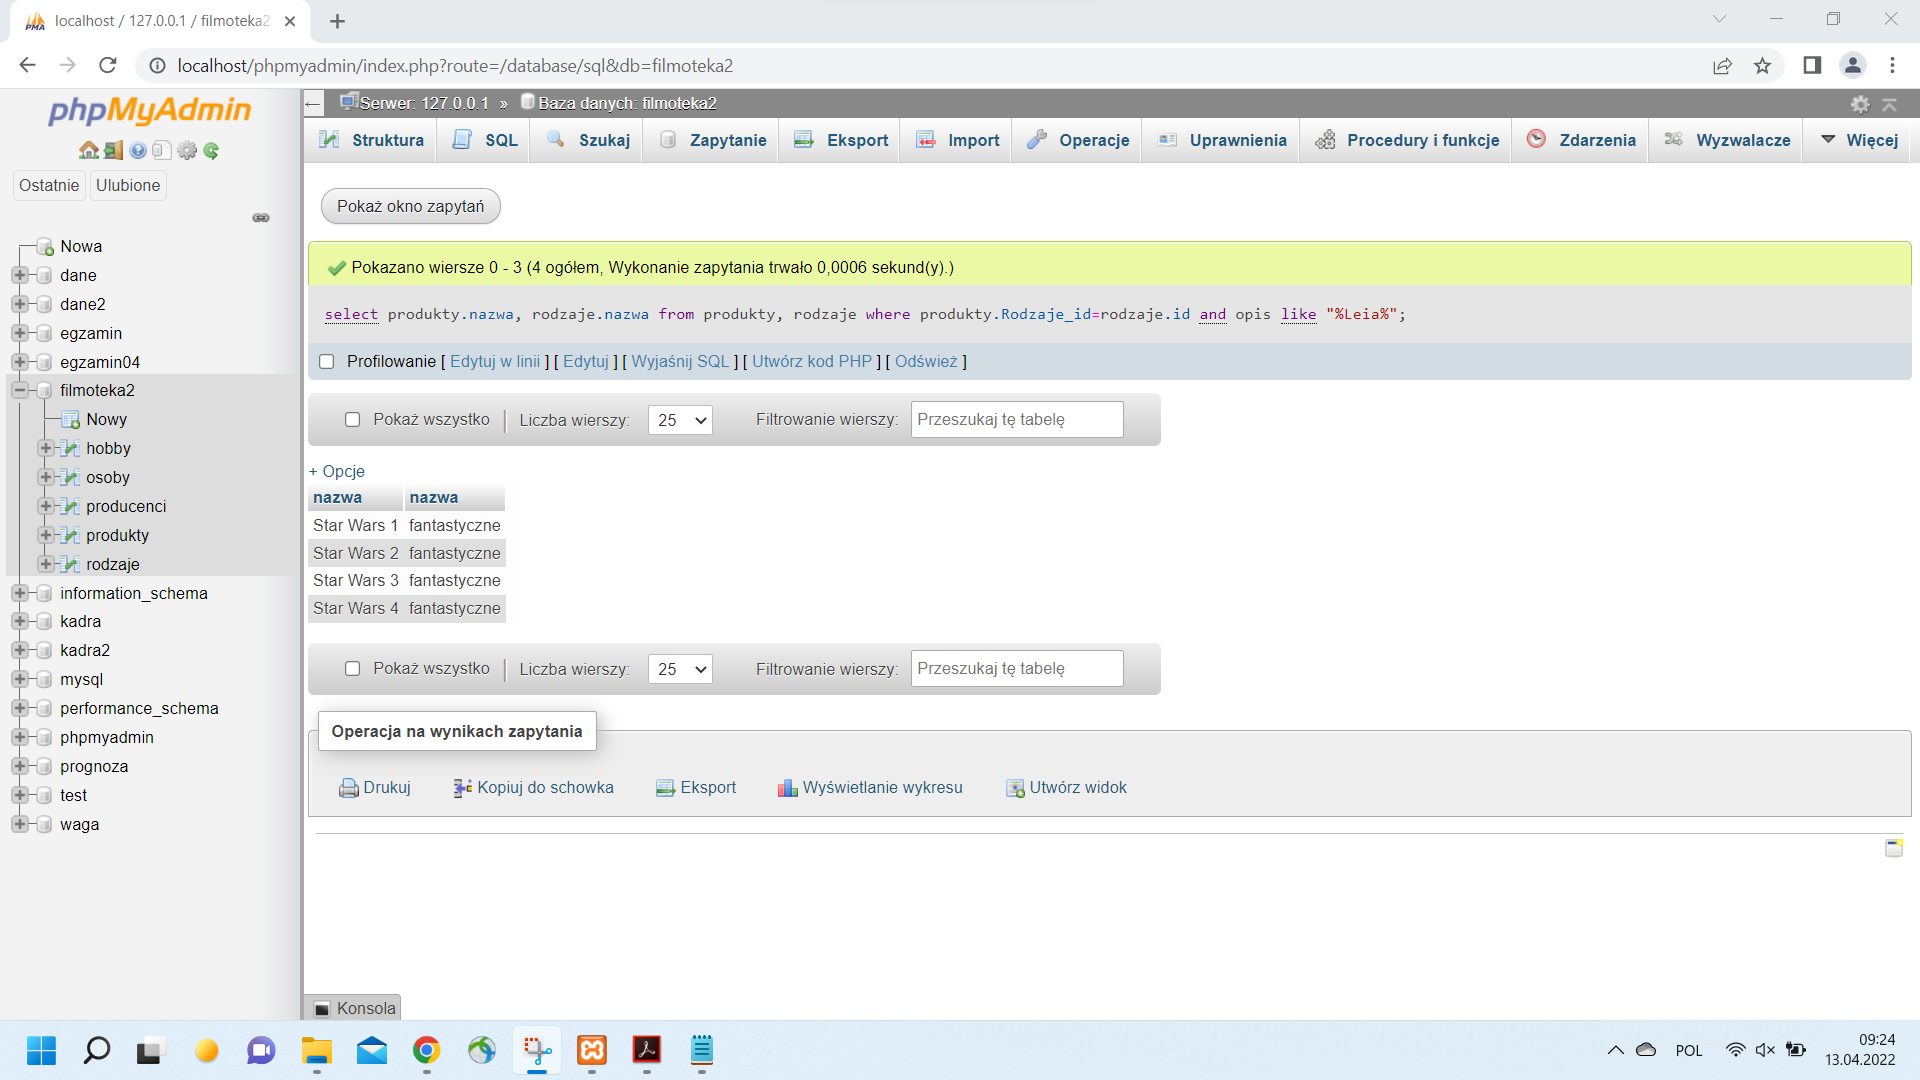 localhost / 127.0.0.1 / filmoteka2
localhost/phpmyadmin/index.php?route=/database/sql&db=filmoteka2
phpMyAdmin
Ostatnie Ulubione
Nowa
dane
dane2
egzamin
egzamin04
filmoteka2
Nowy
hobby
osoby
producenci
produkty
rodzaje
information_schema
kadra
kadra2
mysql
performance_schema
phpmyadmin
prognoza
test
waga
Serwer: 127.0.0.1 » Baza danych: filmoteka2
Struktura SQL Szukaj Zapytanie Eksport Import Operacje Uprawnienia Procedury i funkcje Zdarzenia Wyzwalacze Więcej
Pokaż okno zapytań
Pokazano wiersze 0 - 3 (4 ogółem, Wykonanie zapytania trwało 0,0006 sekund(y).)
select produkty.nazwa, rodzaje.nazwa from produkty, rodzaje where produkty.Rodzaje_id=rodzaje.id and opis like "%Leia%";
Profilowanie [ Edytuj w linii ] [ Edytuj ] [ Wyjaśnij SQL ] [ Utwórz kod PHP ] [ Odśwież ]
Pokaż wszystko | Liczba wierszy: 25 Filtrowanie wierszy: Przeszukaj tę tabelę
+ Opcje
nazwa nazwa
Star Wars 1 fantastyczne
Star Wars 2 fantastyczne
Star Wars 3 fantastyczne
Star Wars 4 fantastyczne
Pokaż wszystko | Liczba wierszy: 25 Filtrowanie wierszy: Przeszukaj tę tabelę
Operacja na wynikach zapytania
Drukuj Kopiuj do schowka Eksport Wyświetlanie wykresu Utwórz widok
Konsola
POL
09:24
13.04.2022